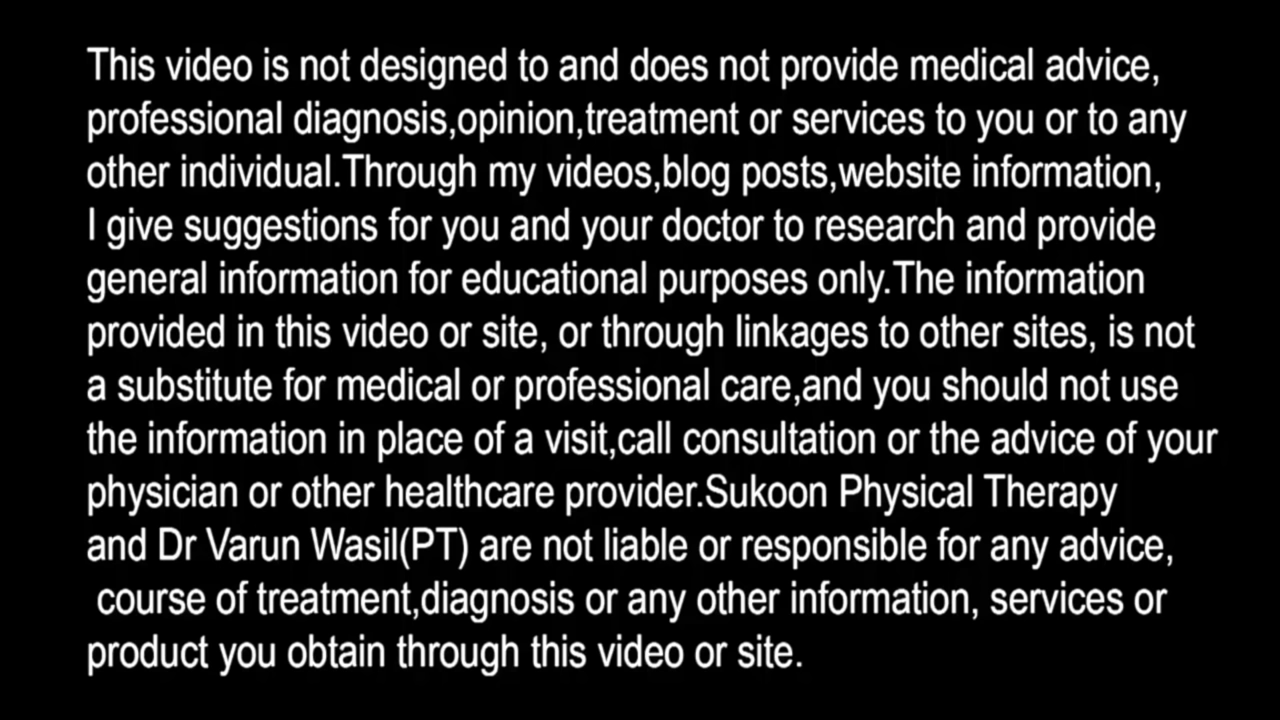 This video is not designed to and does not provide medical advice,
professional diagnosis,opinion,treatment or services to you or to any
other individual.Through my videos,blog posts,website information,
I give suggestions for you and your doctor to research and provide
general information for educational purposes only.The information
provided in this video or site, or through linkages to other sites, is not
a substitute for medical or professional care,and you should not use
the information in place of a visit,call consultation or the advice of your
physician or other healthcare provider.Sukoon Physical Therapy
and Dr Varun Wasil(PT) are not liable or responsible for any advice,
course of treatment,diagnosis or any other information, services or
product you obtain through this video or site.